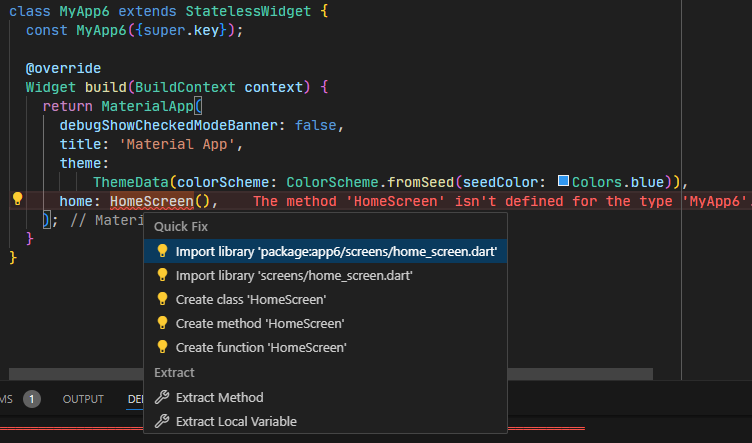 class MyApp6 extends StatelessWidget {
const MyApp6({super.key});
@override
Widget build(BuildContext context) {
return MaterialApp(
debugShowCheckedModeBanner: false,
title: 'Material App',
theme:
ThemeData(colorScheme: ColorScheme.fromSeed(seedColor: Colors.blue)),
home: HomeScreen(), The method 'HomeScreen' isn't defined for the type 'MyApp6'.
); // Materi
}
}
Quick Fix
Import library 'package:app6/screens/home_screen.dart'
Import library 'screens/home_screen.dart'
Create class 'HomeScreen'
Create method 'HomeScreen'
Create function 'HomeScreen'
Extract
Extract Method
Extract Local Variable
MS 1 OUTPUT DE